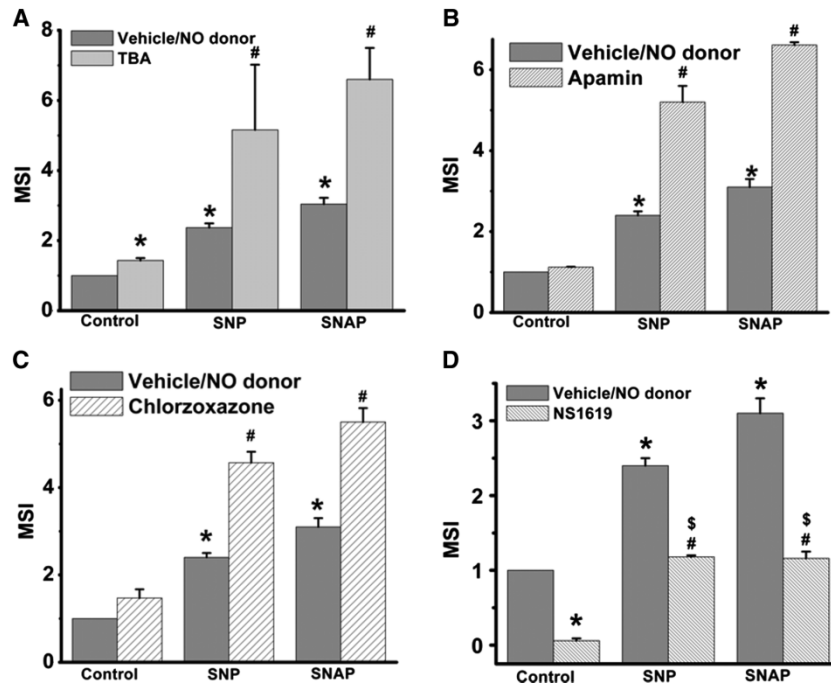 A
Vehicle/NO donor
TBA
MSI
8
6
4
2
0
*
*
#
*
#
Control SNP SNAP
B
Vehicle/NO donor
Apamin
MSI
6
4
2
0
*
#
*
#
Control SNP SNAP
C
Vehicle/NO donor
Chlorzoxazone
MSI
6
4
2
0
*
#
*
#
Control SNP SNAP
D
Vehicle/NO donor
NS1619
MSI
3
2
1
0
*
*
$
#
*
$
#
Control SNP SNAP